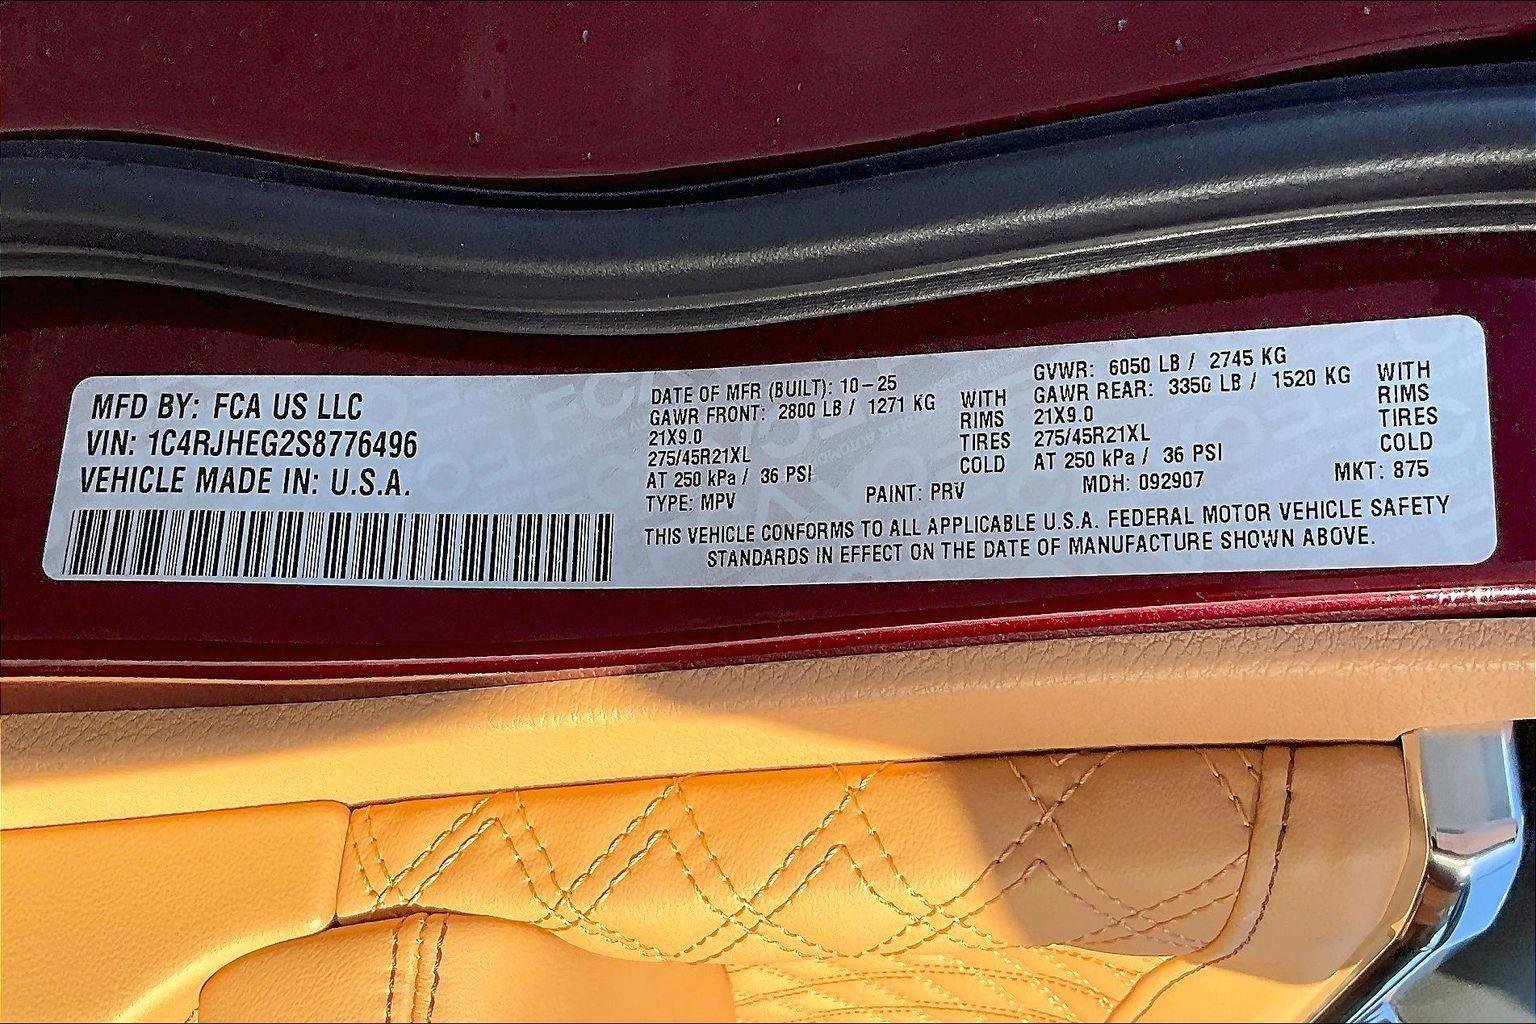 MFD BY: FCA US LLC
VIN: 1C4RJHEG2S8776496
VEHICLE MADE IN: U.S.A.
DATE OF MFR (BUILT): 10-25
GAWR FRONT: 2800 LB / 1271 KG WITH
21X9.0 RIMS
275/45R21XL TIRES
AT 250 kPa / 36 PSI COLD
TYPE: MPV PAINT: PRV
GVWR: 6050 LB / 2745 KG
GAWR REAR: 3350 LB / 1520 KG WITH
21X9.0 RIMS
275/45R21XL TIRES
AT 250 kPa / 36 PSI COLD
MDH: 092907 MKT: 875
THIS VEHICLE CONFORMS TO ALL APPLICABLE U.S.A. FEDERAL MOTOR VEHICLE SAFETY
STANDARDS IN EFFECT ON THE DATE OF MANUFACTURE SHOWN ABOVE.